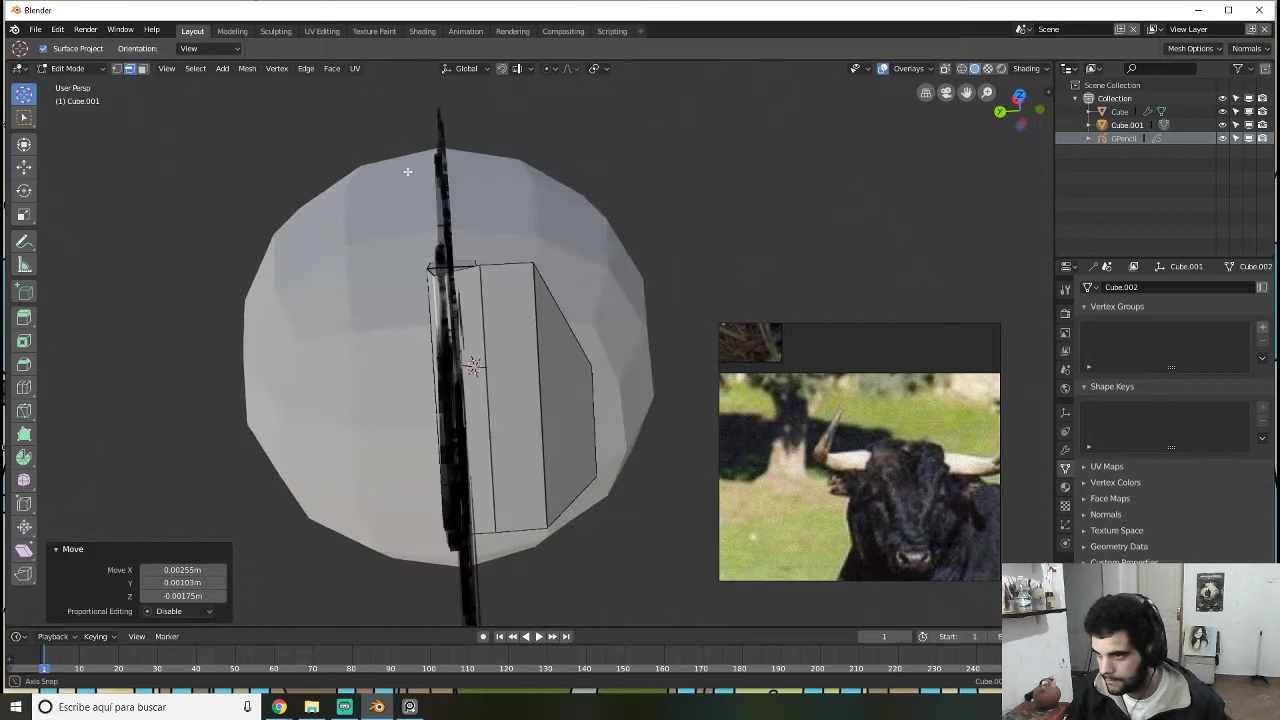 Blender
File Edit Render Window Help Layout Modeling Sculpting UV Editing Texture Paint Shading Animation Rendering Compositing Scripting + Scene View Layer
Surface Project Orientation: View Mesh Options Normals
Edit Mode View Select Add Mesh Vertex Edge Face UV Global Overlays Shading
User Persp
(1) Cube.001
Z
Y
Scene Collection
Collection
Cube
Cube.001
GPencil
Cube.001 Cube.002
Cube.002
Vertex Groups
Shape Keys
UV Maps
Vertex Colors
Face Maps
Normals
Texture Space
Geometry Data
Custom Properties
Move
Move X 0.00255m
Y 0.00103m
Z -0.00175m
Proportional Editing Disable
Playback Keying View Marker 1 Start: 1
1 10 20 30 40 50 60 70 80 90 100 110 120 130 140 150 160 170 180 190 200 210 220 230 240
Axis Snap
Escribe aquí para buscar